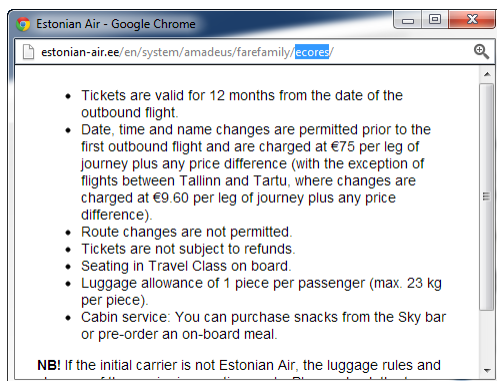 Estonian Air - Google Chrome
estonian-air.ee/en/system/amadeus/farefamily/ecores/
• Tickets are valid for 12 months from the date of the
outbound flight.
• Date, time and name changes are permitted prior to the
first outbound flight and are charged at €75 per leg of
journey plus any price difference (with the exception of
flights between Tallinn and Tartu, where changes are
charged at €9.60 per leg of journey plus any price
difference).
• Route changes are not permitted.
• Tickets are not subject to refunds.
• Seating in Travel Class on board.
• Luggage allowance of 1 piece per passenger (max. 23 kg
per piece).
• Cabin service: You can purchase snacks from the Sky bar
or pre-order an on-board meal.
NB! If the initial carrier is not Estonian Air, the luggage rules and